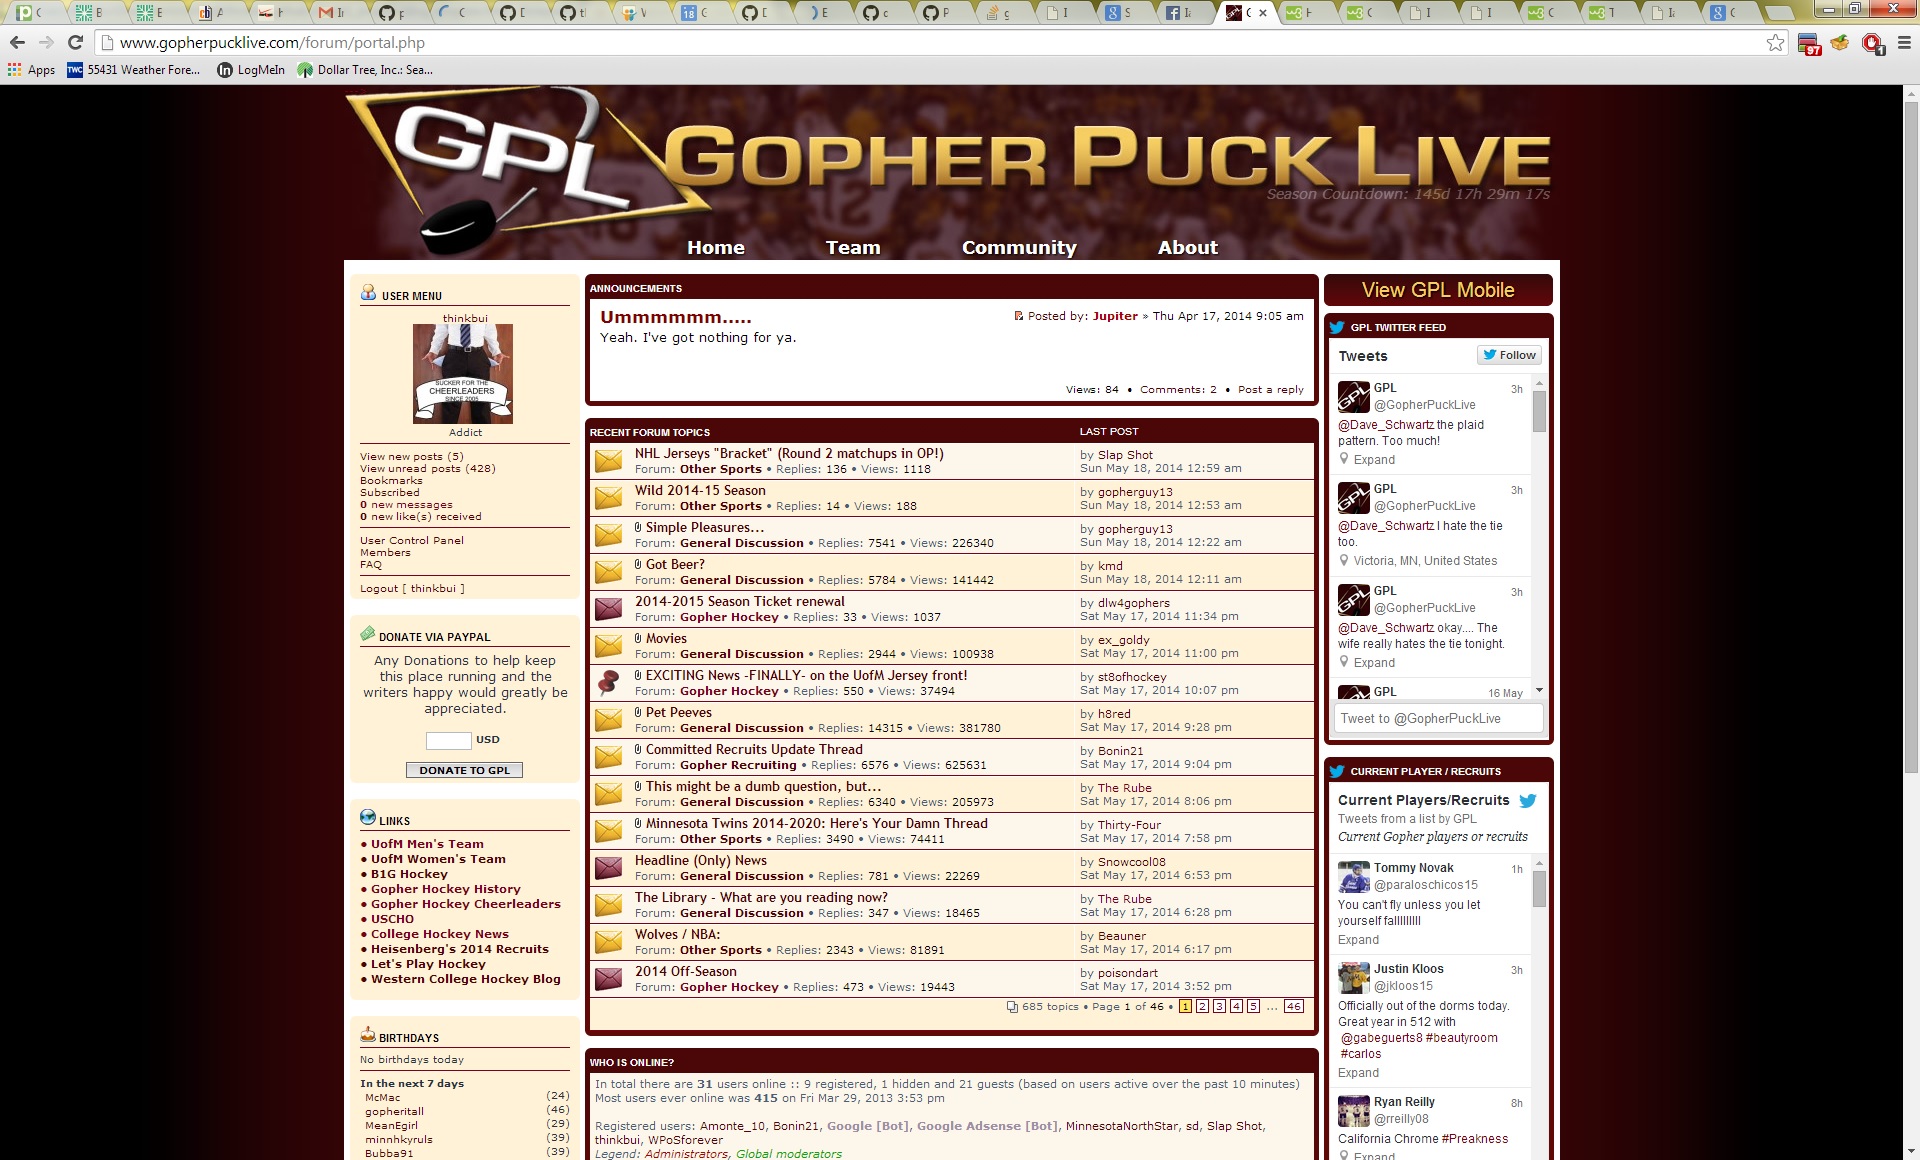 www.gopherpucklive.com/forum/portal.php
97
1
Apps
TWC 55431 Weather Fore...
in LogMeIn
Dollar Tree, Inc.: Sea...
GPL GOPHER PUCK LIVE
Season Countdown: 145d 17h 29m 17s
Home Team Community About
USER MENU
thinkbui
SUCKER FOR THE
CHEERLEADERS
SINCE 2005
Addict
View new posts (5)
View unread posts (428)
Bookmarks
Subscribed
0 new messages
0 new like(s) received
User Control Panel
Members
FAQ
Logout [ thinkbui ]
DONATE VIA PAYPAL
Any Donations to help keep
this place running and the
writers happy would greatly be
appreciated.
USD
DONATE TO GPL
LINKS
• UofM Men's Team
• UofM Women's Team
• B1G Hockey
• Gopher Hockey History
• Gopher Hockey Cheerleaders
• USCHO
• College Hockey News
• Heisenberg's 2014 Recruits
• Let's Play Hockey
• Western College Hockey Blog
BIRTHDAYS
No birthdays today
In the next 7 days
McMac (24)
gopheritall (46)
MeanEgirl (29)
minnhkyruls (39)
Bubba91 (39)
ANNOUNCEMENTS
Ummmmmm.....
Posted by: Jupiter » Thu Apr 17, 2014 9:05 am
Yeah. I've got nothing for ya.
Views: 84 • Comments: 2 • Post a reply
RECENT FORUM TOPICS LAST POST
NHL Jerseys "Bracket" (Round 2 matchups in OP!)
Forum: Other Sports • Replies: 136 • Views: 1118
by Slap Shot
Sun May 18, 2014 12:59 am
Wild 2014-15 Season
Forum: Other Sports • Replies: 14 • Views: 188
by gopherguy13
Sun May 18, 2014 12:53 am
Simple Pleasures...
Forum: General Discussion • Replies: 7541 • Views: 226340
by gopherguy13
Sun May 18, 2014 12:22 am
Got Beer?
Forum: General Discussion • Replies: 5784 • Views: 141442
by kmd
Sun May 18, 2014 12:11 am
2014-2015 Season Ticket renewal
Forum: Gopher Hockey • Replies: 33 • Views: 1037
by dlw4gophers
Sat May 17, 2014 11:34 pm
Movies
Forum: General Discussion • Replies: 2944 • Views: 100938
by ex_goldy
Sat May 17, 2014 11:00 pm
EXCITING News -FINALLY- on the UofM Jersey front!
Forum: Gopher Hockey • Replies: 550 • Views: 37494
by st8ofhockey
Sat May 17, 2014 10:07 pm
Pet Peeves
Forum: General Discussion • Replies: 14315 • Views: 381780
by h8red
Sat May 17, 2014 9:28 pm
Committed Recruits Update Thread
Forum: Gopher Recruiting • Replies: 6576 • Views: 625631
by Bonin21
Sat May 17, 2014 9:04 pm
This might be a dumb question, but...
Forum: General Discussion • Replies: 6340 • Views: 205973
by The Rube
Sat May 17, 2014 8:06 pm
Minnesota Twins 2014-2020: Here's Your Damn Thread
Forum: Other Sports • Replies: 3490 • Views: 74411
by Thirty-Four
Sat May 17, 2014 7:58 pm
Headline (Only) News
Forum: General Discussion • Replies: 781 • Views: 22269
by Snowcool08
Sat May 17, 2014 6:53 pm
The Library - What are you reading now?
Forum: General Discussion • Replies: 347 • Views: 18465
by The Rube
Sat May 17, 2014 6:28 pm
Wolves / NBA:
Forum: Other Sports • Replies: 2343 • Views: 81891
by Beauner
Sat May 17, 2014 6:17 pm
2014 Off-Season
Forum: Gopher Hockey • Replies: 473 • Views: 19443
by poisondart
Sat May 17, 2014 3:52 pm
685 topics • Page 1 of 46 • 1 2 3 4 5 ... 46
WHO IS ONLINE?
In total there are 31 users online :: 9 registered, 1 hidden and 21 guests (based on users active over the past 10 minutes)
Most users ever online was 415 on Fri Mar 29, 2013 3:53 pm
Registered users: Amonte_10, Bonin21, Google [Bot], Google Adsense [Bot], MinnesotaNorthStar, sd, Slap Shot,
thinkbui, WPoSforever
Legend: Administrators, Global moderators
View GPL Mobile
GPL TWITTER FEED
Tweets Follow
GPL 3h
@GopherPuckLive
@Dave_Schwartz the plaid
pattern. Too much!
Expand
GPL 3h
@GopherPuckLive
@Dave_Schwartz I hate the tie
too.
Victoria, MN, United States
GPL 3h
@GopherPuckLive
@Dave_Schwartz okay.... The
wife really hates the tie tonight.
Expand
GPL 16 May
Tweet to @GopherPuckLive
CURRENT PLAYER / RECRUITS
Current Players/Recruits
Tweets from a list by GPL
Current Gopher players or recruits
Tommy Novak 1h
@paraloschicos15
You can't fly unless you let
yourself falllllllll
Expand
Justin Kloos 3h
@jkloos15
Officially out of the dorms today.
Great year in 512 with
@gabeguerts8 #beautyroom
#carlos
Expand
Ryan Reilly 8h
@rreilly08
California Chrome #Preakness
Expand